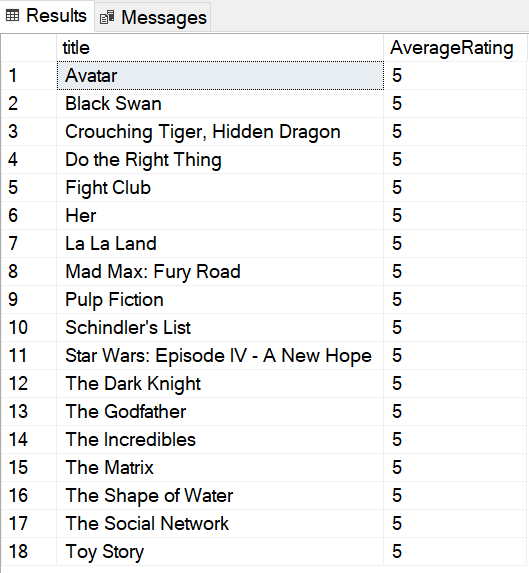 Results Messages
title AverageRating
1 Avatar 5
2 Black Swan 5
3 Crouching Tiger, Hidden Dragon 5
4 Do the Right Thing 5
5 Fight Club 5
6 Her 5
7 La La Land 5
8 Mad Max: Fury Road 5
9 Pulp Fiction 5
10 Schindler's List 5
11 Star Wars: Episode IV - A New Hope 5
12 The Dark Knight 5
13 The Godfather 5
14 The Incredibles 5
15 The Matrix 5
16 The Shape of Water 5
17 The Social Network 5
18 Toy Story 5